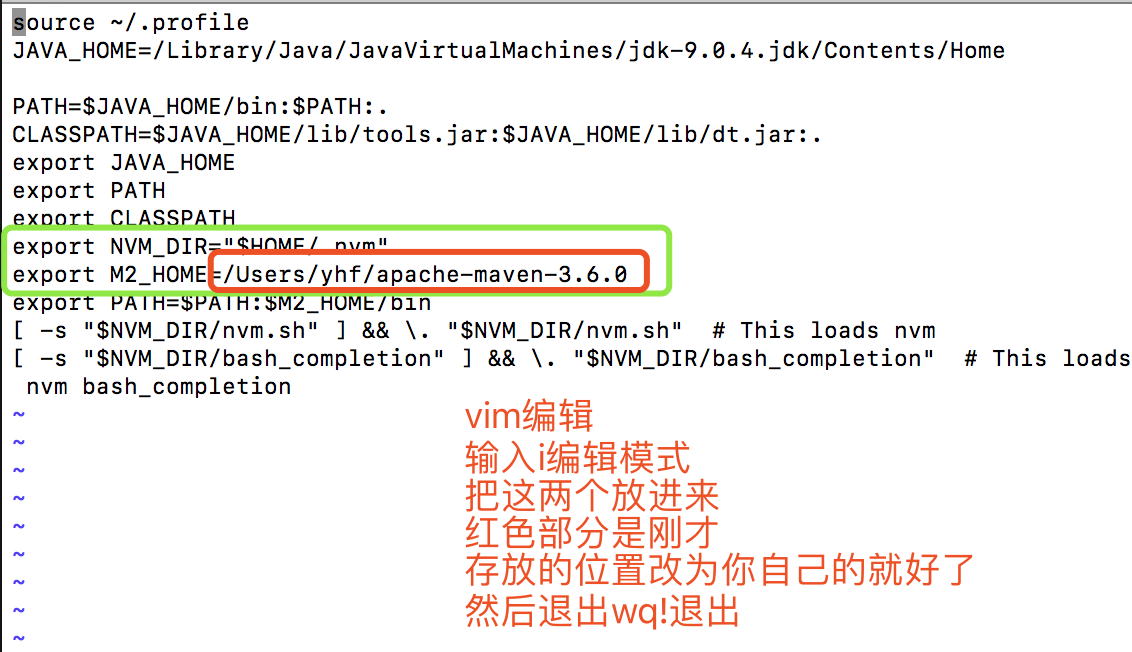 source ~/.profile
JAVA_HOME=/Library/Java/JavaVirtualMachines/jdk-9.0.4.jdk/Contents/Home
PATH=$JAVA_HOME/bin:$PATH:.
CLASSPATH=$JAVA_HOME/lib/tools.jar:$JAVA_HOME/lib/dt.jar:.
export JAVA_HOME
export PATH
export CLASSPATH
export NVM_DIR="$HOME/.nvm"
export M2_HOME=/Users/yhf/apache-maven-3.6.0
export PATH=$PATH:$M2_HOME/bin
[ -s "$NVM_DIR/nvm.sh" ] && \. "$NVM_DIR/nvm.sh"  # This loads nvm
[ -s "$NVM_DIR/bash_completion" ] && \. "$NVM_DIR/bash_completion"  # This loads
 nvm bash_completion
~
~
~
~
~
~
~
~
~
vim编辑
输入i编辑模式
把这两个放进来
红色部分是刚才
存放的位置改为你自己的就好了
然后退出wq!退出